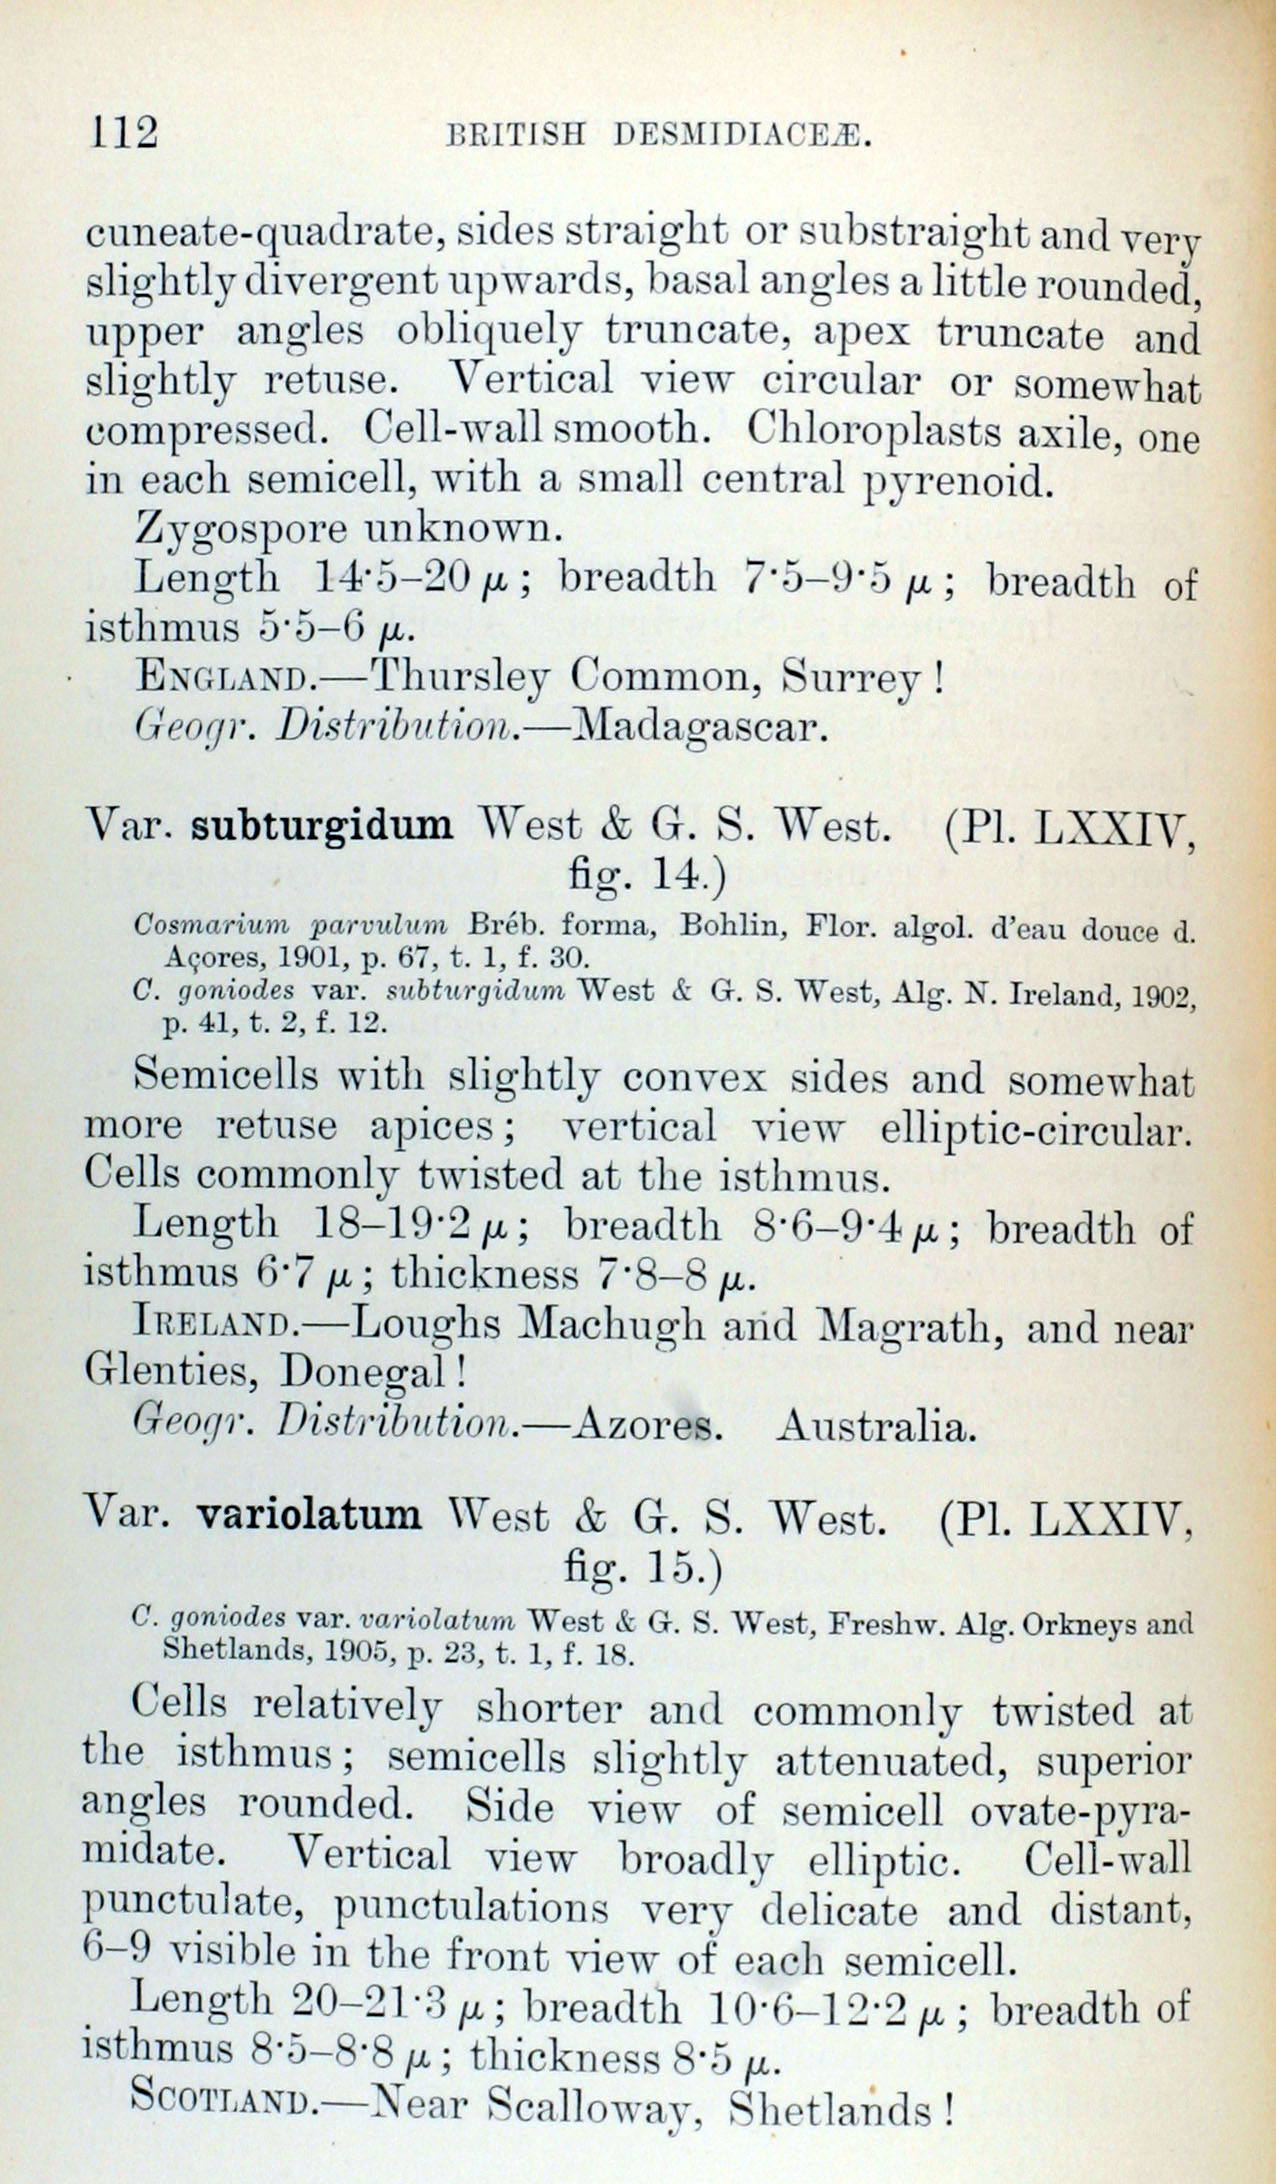 112 BRITISH DESMIDIACEÆ.
cuneate-quadrate, sides straight or substraight and very
slightly divergent upwards, basal angles a little rounded,
upper angles obliquely truncate, apex truncate and
slightly retuse. Vertical view circular or somewhat
compressed. Cell-wall smooth. Chloroplasts axile, one
in each semicell, with a small central pyrenoid.
Zygospore unknown.
Length 14·5–20 μ; breadth 7·5–9·5 μ; breadth of
isthmus 5·5–6 μ.
ENGLAND.—Thursley Common, Surrey!
Geogr. Distribution.—Madagascar.
Var. subturgidum West & G. S. West. (Pl. LXXIV,
fig. 14.)
Cosmarium parvulum Bréb. forma, Bohlin, Flor. algol. d'eau douce d.
Açores, 1901, p. 67, t. 1, f. 30.
C. goniodes var. subturgidum West & G. S. West, Alg. N. Ireland, 1902,
p. 41, t. 2, f. 12.
Semicells with slightly convex sides and somewhat
more retuse apices; vertical view elliptic-circular.
Cells commonly twisted at the isthmus.
Length 18–19·2 μ; breadth 8·6–9·4 μ; breadth of
isthmus 6·7 μ; thickness 7·8–8 μ.
IRELAND.—Loughs Machugh and Magrath, and near
Glenties, Donegal!
Geogr. Distribution.—Azores. Australia.
Var. variolatum West & G. S. West. (Pl. LXXIV,
fig. 15.)
C. goniodes var. variolatum West & G. S. West, Freshw. Alg. Orkneys and
Shetlands, 1905, p. 23, t. 1, f. 18.
Cells relatively shorter and commonly twisted at
the isthmus; semicells slightly attenuated, superior
angles rounded. Side view of semicell ovate-pyra-
midate. Vertical view broadly elliptic. Cell-wall
punctulate, punctulations very delicate and distant,
6–9 visible in the front view of each semicell.
Length 20–21·3 μ; breadth 10·6–12·2 μ; breadth of
isthmus 8·5–8·8 μ; thickness 8·5 μ.
SCOTLAND.—Near Scalloway, Shetlands!